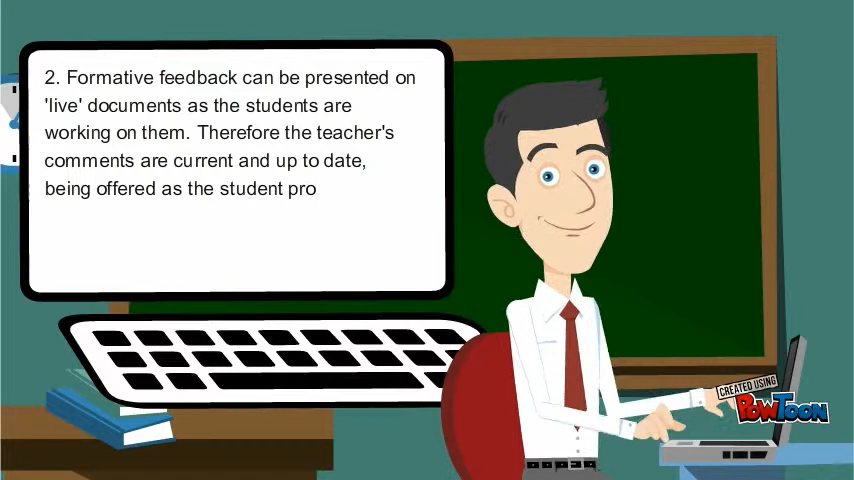 2. Formative feedback can be presented on
'live' documents as the students are
working on them. Therefore the teacher's
comments are current and up to date,
being offered as the student pro
CREATED USING
POWTOON